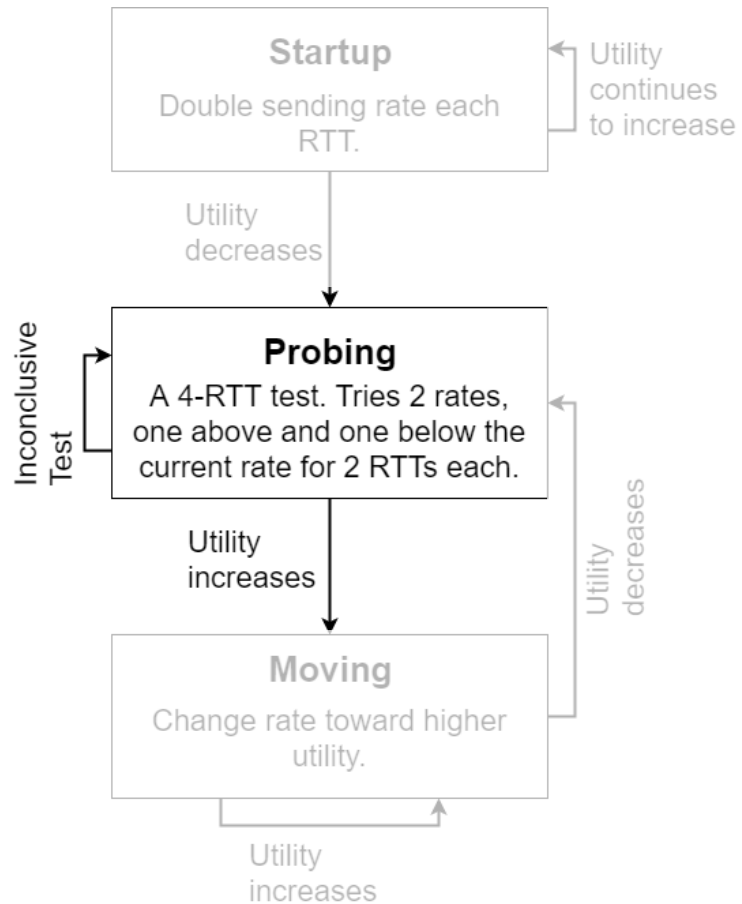 Startup
Double sending rate each
RTT.
Utility
continues
to increase
Utility
decreases
Probing
A 4-RTT test. Tries 2 rates,
one above and one below the
current rate for 2 RTTs each.
Inconclusive
Test
Utility
increases
Utility
decreases
Moving
Change rate toward higher
utility.
Utility
increases